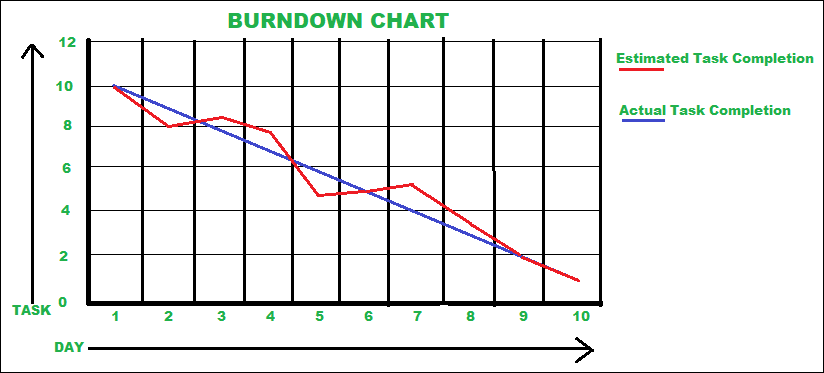 BURNDOWN CHART
12
10
8
6
4
2
0
TASK
1 2 3 4 5 6 7 8 9 10
DAY
Estimated Task Completion
Actual Task Completion